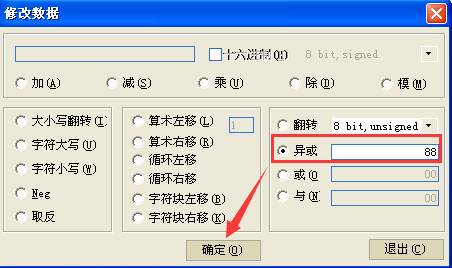 修改数据
十六进制(H) 8 bit,signed
加(A) 减(S) 乘(U) 除(D) 模(M)
大小写翻转(I)
字符大写(U)
字符小写(W)
Neg
取反
算术左移(L) 1
算术右移(R)
循环左移
循环右移
字符块左移(B)
字符块右移(K)
翻转 8 bit,unsigned
异或 88
或(O 00
与(N 00
确定(O) 退出(C)